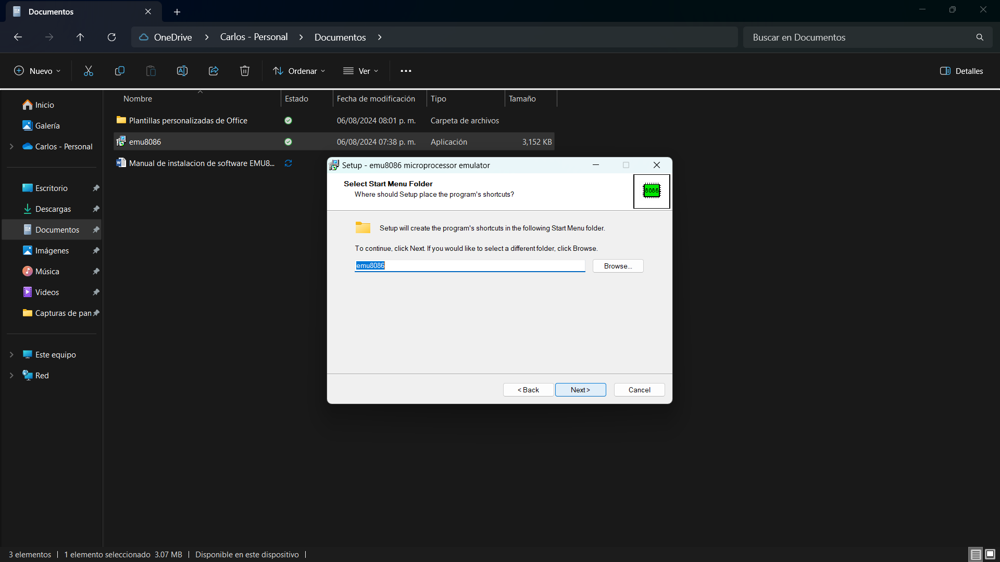 Documentos
OneDrive > Carlos - Personal > Documentos >
Buscar en Documentos
Nuevo
Ordenar
Ver
Detalles
Nombre Estado Fecha de modificación Tipo Tamaño
Plantillas personalizadas de Office 06/08/2024 08:01 p. m. Carpeta de archivos
emu8086 06/08/2024 07:38 p. m. Aplicación 3,152 KB
Manual de instalacion de software EMU8...
Inicio
Galería
Carlos - Personal
Escritorio
Descargas
Documentos
Imágenes
Música
Videos
Capturas de pan
Este equipo
Red
Setup - emu8086 microprocessor emulator
Select Start Menu Folder
Where should Setup place the program's shortcuts?
8086
Setup will create the program's shortcuts in the following Start Menu folder.
To continue, click Next. If you would like to select a different folder, click Browse.
emu8086
Browse...
< Back
Next >
Cancel
3 elementos | 1 elemento seleccionado 3.07 MB | Disponible en este dispositivo |